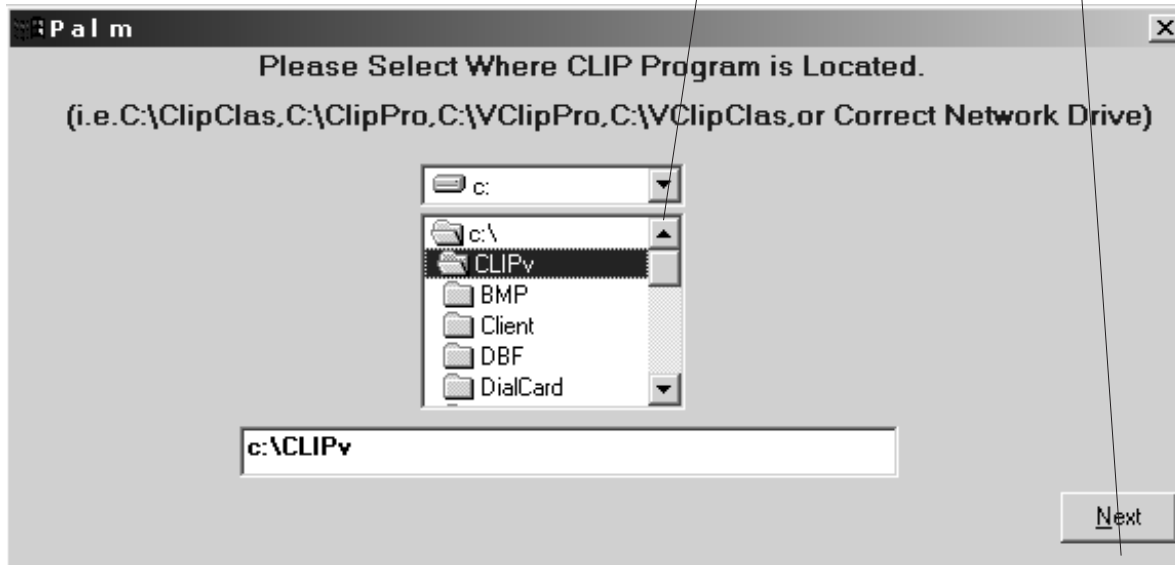 Palm
Please Select Where CLIP Program is Located.
(i.e.C:\ClipClas,C:\ClipPro,C:\VClipPro,C:\VClipClas,or Correct Network Drive)
c:
c:\
CLIPv
BMP
Client
DBF
DialCard
c:\CLIPv
Next